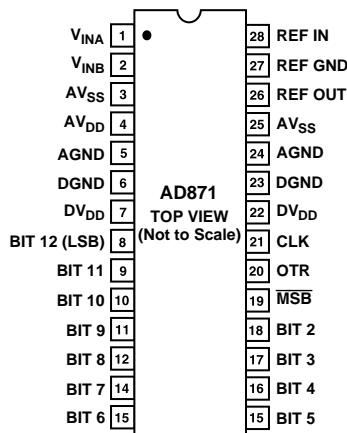 VINA 1 28 REF IN
VINB 2 27 REF GND
AVSS 3 26 REF OUT
AVDD 4 25 AVSS
AGND 5 24 AGND
DGND 6 23 DGND
DVDD 7 22 DVDD
BIT 12 (LSB) 8 21 CLK
BIT 11 9 20 OTR
BIT 10 10 19 MSB
BIT 9 11 18 BIT 2
BIT 8 12 17 BIT 3
BIT 7 14 16 BIT 4
BIT 6 15 15 BIT 5
AD871
TOP VIEW
(Not to Scale)